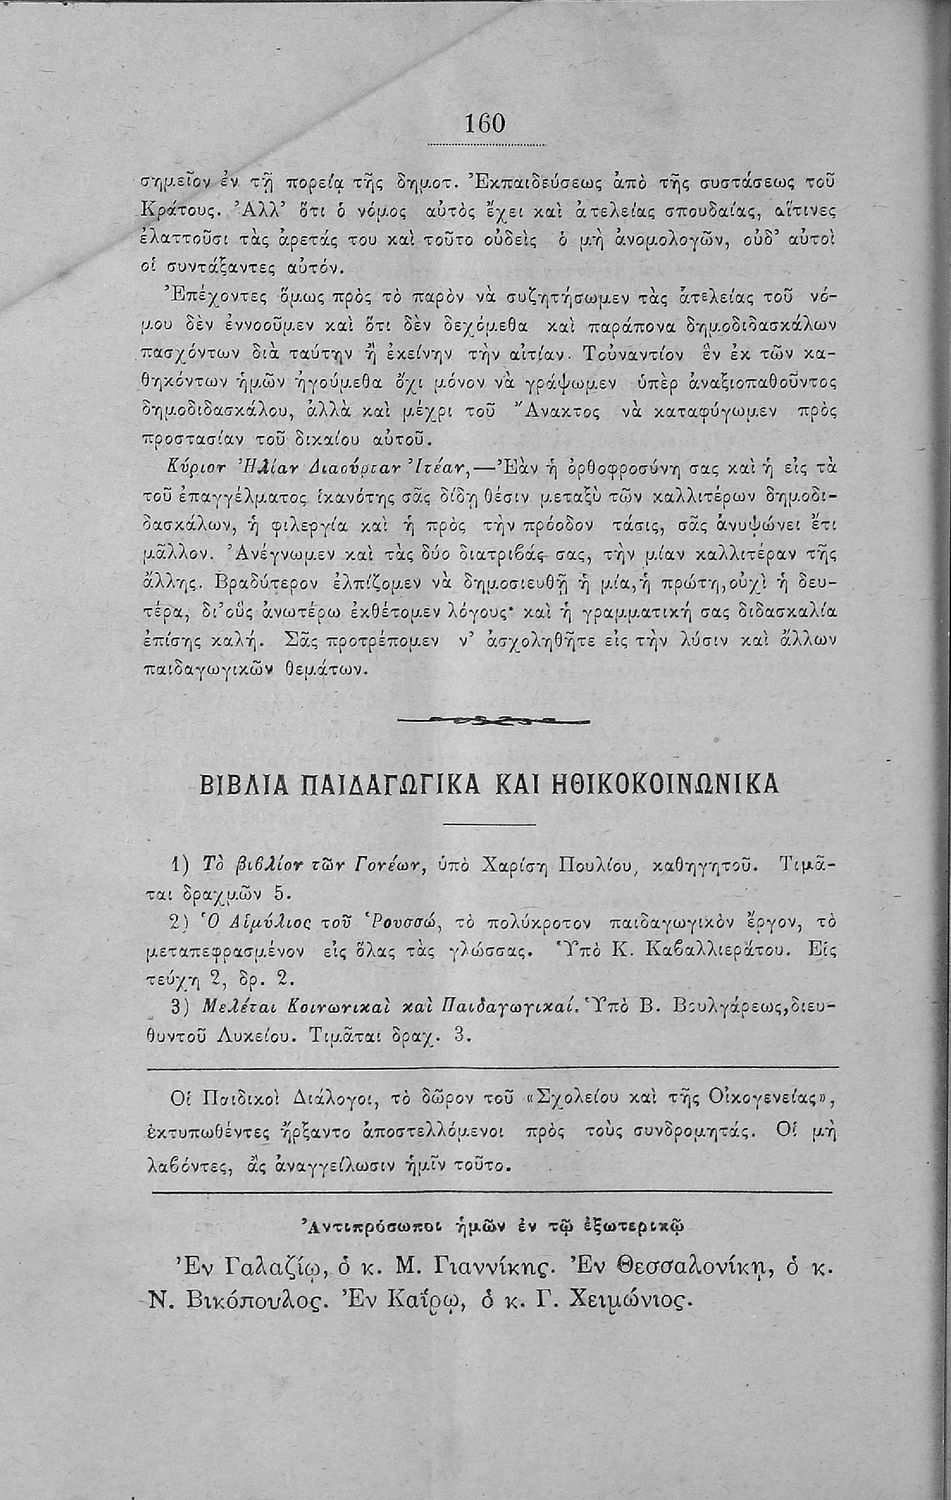 160
σημεῖον ἐν τῇ πορείᾳ τῆς δημοτ. Ἐκπαιδεύσεως ἀπὸ τῆς συστάσεως τοῦ
Κράτους. Ἀλλ’ ὅτι ὁ νόμος αὐτὸς ἔχει καὶ ἀτελείας σπουδαίας, αἵτινες
ἐλαττοῦσι τὰς ἀρετάς του καὶ τοῦτο οὐδεὶς ὁ μὴ ἀνομολογῶν, οὐδ’ αὐτοὶ
οἱ συντάξαντες αὐτόν.
Ἐπέχοντες ὅμως πρὸς τὸ παρὸν νὰ συζητήσωμεν τὰς ἀτελείας τοῦ νό-
μου δὲν ἐννοοῦμεν καὶ ὅτι δὲν δεχόμεθα καὶ παράπονα δημοδιδασκάλων
πασχόντων διὰ ταύτην ἢ ἐκείνην τὴν αἰτίαν. Τοὐναντίον ἓν ἐκ τῶν κα-
θηκόντων ἡμῶν ἡγούμεθα ὄχι μόνον νὰ γράψωμεν ὑπὲρ ἀναξιοπαθοῦντος
δημοδιδασκάλου, ἀλλὰ καὶ μέχρι τοῦ Ἄνακτος νὰ καταφύγωμεν πρὸς
προστασίαν τοῦ δικαίου αὐτοῦ.
Κύριον Ἠλίαν Διαούρταν Ἰτέαν,—Ἐὰν ἡ ὀρθοφροσύνη σας καὶ ἡ εἰς τὰ
τοῦ ἐπαγγέλματος ἱκανότης σᾶς δίδῃ θέσιν μεταξὺ τῶν καλλιτέρων δημοδι-
δασκάλων, ἡ φιλεργία καὶ ἡ πρὸς τὴν πρόοδον τάσις, σᾶς ἀνυψώνει ἔτι
μᾶλλον. Ἀνέγνωμεν καὶ τὰς δύο διατριβάς σας, τὴν μίαν καλλιτέραν τῆς
ἄλλης. Βραδύτερον ἐλπίζομεν νὰ δημοσιευθῇ ἡ μία, ἡ πρώτη, οὐχὶ ἡ δευ-
τέρα, δι’ οὓς ἀνωτέρω ἐκθέτομεν λόγους· καὶ ἡ γραμματική σας διδασκαλία
ἐπίσης καλή. Σᾶς προτρέπομεν ν’ ἀσχοληθῆτε εἰς τὴν λύσιν καὶ ἄλλων
παιδαγωγικῶν θεμάτων.
ΒΙΒΛΙΑ ΠΑΙΔΑΓΩΓΙΚΑ ΚΑΙ ΗΘΙΚΟΚΟΙΝΩΝΙΚΑ
1) Τὸ βιβλίον τῶν Γονέων, ὑπὸ Χαρίση Πουλίου, καθηγητοῦ. Τιμᾶ-
ται δραχμῶν 5.
2) Ὁ Αἰμύλιος τοῦ Ῥουσσώ, τὸ πολύκροτον παιδαγωγικὸν ἔργον, τὸ
μεταπεφρασμένον εἰς ὅλας τὰς γλώσσας. Ὑπὸ Κ. Καβαλλιεράτου. Εἰς
τεύχη 2, δρ. 2.
3) Μελέται Κοινωνικαὶ καὶ Παιδαγωγικαί. Ὑπὸ Β. Βουλγάρεως, διευ-
θυντοῦ Λυκείου. Τιμᾶται δραχ. 3.
Οἱ Παιδικοὶ Διάλογοι, τὸ δῶρον τοῦ «Σχολείου καὶ τῆς Οἰκογενείας»,
ἐκτυπωθέντες ἤρξαντο ἀποστελλόμενοι πρὸς τοὺς συνδρομητάς. Οἱ μὴ
λαβόντες, ἂς ἀναγγείλωσιν ἡμῖν τοῦτο.
Ἀντιπρόσωποι ἡμῶν ἐν τῷ ἐξωτερικῷ
Ἐν Γαλαζίῳ, ὁ κ. Μ. Γιαννίκης. Ἐν Θεσσαλονίκῃ, ὁ κ.
Ν. Βικόπουλος. Ἐν Καΐρῳ, ὁ κ. Γ. Χειμώνιος.